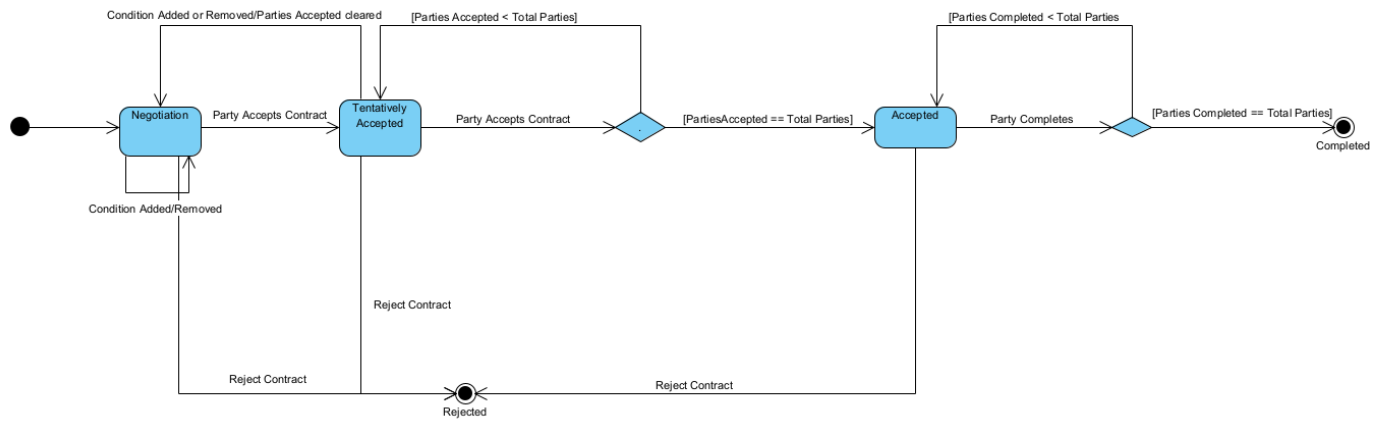 Condition Added or Removed/Parties Accepted cleared
[Parties Accepted < Total Parties]
[Parties Completed < Total Parties
Negotiation
Party Accepts Contract
Tentatively
Accepted
Party Accepts Contract
.
[PartiesAccepted == Total Parties]
Accepted
Party Completes
[Parties Completed == Total Parties]
Completed
Condition Added/Removed
Reject Contract
Reject Contract
Reject Contract
Rejected